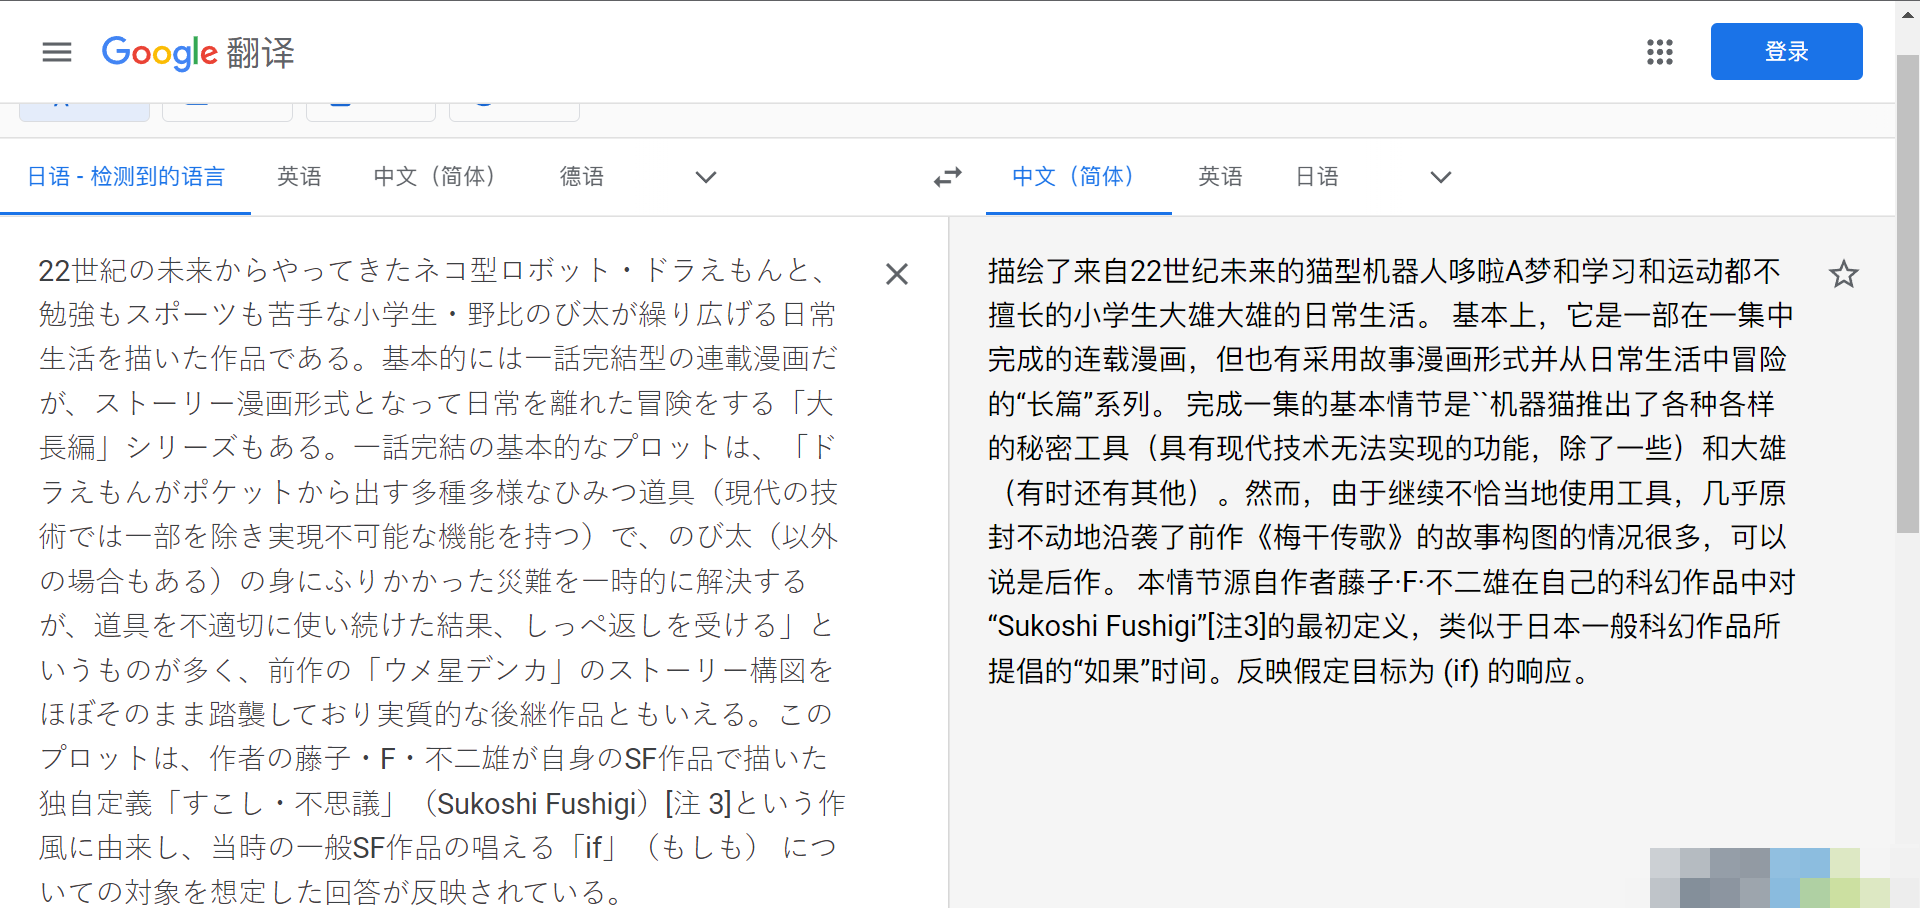 Google 翻译
登录
日语 - 检测到的语言 英语 中文（简体） 德语
中文（简体） 英语 日语
22世紀の未来からやってきたネコ型ロボット・ドラえもんと、
勉強もスポーツも苦手な小学生・野比のび太が繰り広げる日常
生活を描いた作品である。基本的には一話完結型の連載漫画だ
が、ストーリー漫画形式となって日常を離れた冒険をする「大
長編」シリーズもある。一話完結の基本的なプロットは、「ド
ラえもんがポケットから出す多種多様なひみつ道具（現代の技
術では一部を除き実現不可能な機能を持つ）で、のび太（以外
の場合もある）の身にふりかかった災難を一時的に解決する
が、道具を不適切に使い続けた結果、しっぺ返しを受ける」と
いうものが多く、前作の「ウメ星デンカ」のストーリー構図を
ほぼそのまま踏襲しており実質的な後継作品ともいえる。この
プロットは、作者の藤子・F・不二雄が自身のSF作品で描いた
独自定義「すこし・不思議」（Sukoshi Fushigi）[注 3]という作
風に由来し、当時の一般SF作品の唱える「if」（もしも） につ
いての対象を想定した回答が反映されている。
描绘了来自22世纪未来的猫型机器人哆啦A梦和学习和运动都不
擅长的小学生大雄大雄的日常生活。 基本上，它是一部在一集中
完成的连载漫画，但也有采用故事漫画形式并从日常生活中冒险
的“长篇”系列。 完成一集的基本情节是``机器猫推出了各种各样
的秘密工具（具有现代技术无法实现的功能，除了一些）和大雄
（有时还有其他）。然而，由于继续不恰当地使用工具，几乎原
封不动地沿袭了前作《梅干传歌》的故事构图的情况很多，可以
说是后作。 本情节源自作者藤子·F·不二雄在自己的科幻作品中对
“Sukoshi Fushigi”[注3]的最初定义，类似于日本一般科幻作品所
提倡的“如果”时间。反映假定目标为 (if) 的响应。